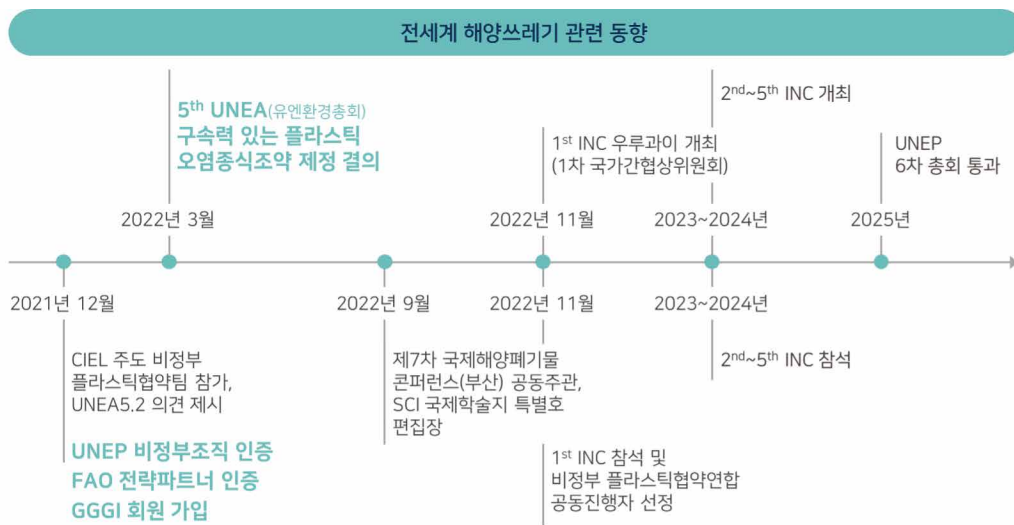 전세계 해양쓰레기 관련 동향
5th UNEA(유엔환경총회)
구속력 있는 플라스틱
오염종식조약 제정 결의
2022년 3월
1st INC 우루과이 개최
(1차 국가간협상위원회)
2022년 11월
2nd~5th INC 개최
2023~2024년
UNEP
6차 총회 통과
2025년
2021년 12월
CIEL 주도 비정부
플라스틱협약팀 참가,
UNEA5.2 의견 제시
UNEP 비정부조직 인증
FAO 전략파트너 인증
GGGI 회원 가입
2022년 9월
제7차 국제해양폐기물
콘퍼런스(부산) 공동주관,
SCI 국제학술지 특별호
편집장
2022년 11월
1st INC 참석 및
비정부 플라스틱협약연합
공동진행자 선정
2023~2024년
2nd~5th INC 참석